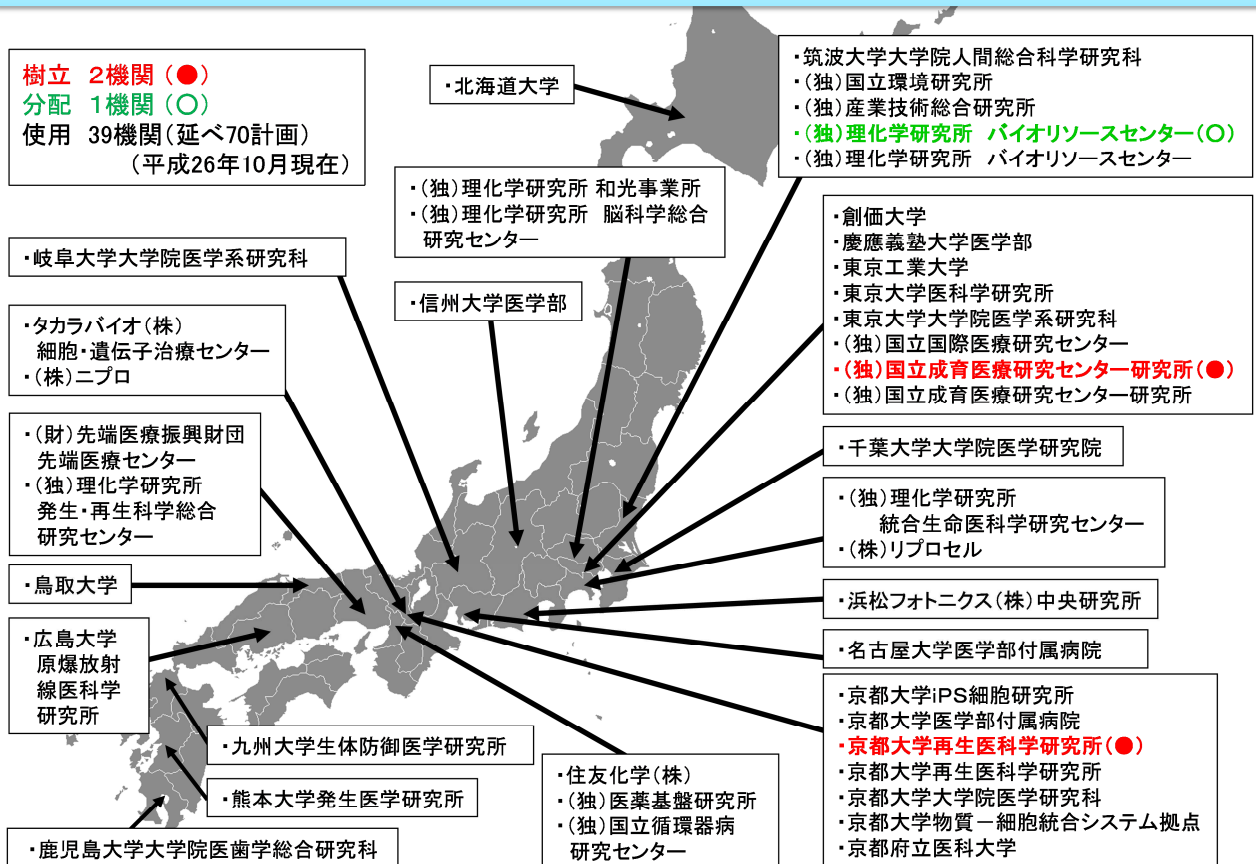 樹立 2機関(●)
分配 1機関(○)
使用 39機関(延べ70計画)
(平成26年10月現在)
・北海道大学
・筑波大学大学院人間総合科学研究科
・(独)国立環境研究所
・(独)産業技術総合研究所
・(独)理化学研究所 バイオリソースセンター(○)
・(独)理化学研究所 バイオリソースセンター
・(独)理化学研究所 和光事業所
・(独)理化学研究所 脳科学総合
研究センター
・創価大学
・慶應義塾大学医学部
・東京工業大学
・東京大学医科学研究所
・東京大学大学院医学系研究科
・(独)国立国際医療研究センター
・(独)国立成育医療研究センター研究所(●)
・(独)国立成育医療研究センター研究所
・岐阜大学大学院医学系研究科
・信州大学医学部
・タカラバイオ(株)
細胞・遺伝子治療センター
・(株)ニプロ
・(財)先端医療振興財団
先端医療センター
・(独)理化学研究所
発生・再生科学総合
研究センター
・千葉大学大学院医学研究院
・(独)理化学研究所
統合生命医科学研究センター
・(株)リプロセル
・鳥取大学
・浜松フォトニクス(株)中央研究所
・広島大学
原爆放射
線医科学
研究所
・名古屋大学医学部付属病院
・京都大学iPS細胞研究所
・京都大学医学部付属病院
・京都大学再生医科学研究所(●)
・京都大学再生医科学研究所
・京都大学大学院医学研究科
・京都大学物質－細胞統合システム拠点
・京都府立医科大学
・九州大学生体防御医学研究所
・熊本大学発生医学研究所
・住友化学(株)
・(独)医薬基盤研究所
・(独)国立循環器病
研究センター
・鹿児島大学大学院医歯学総合研究科